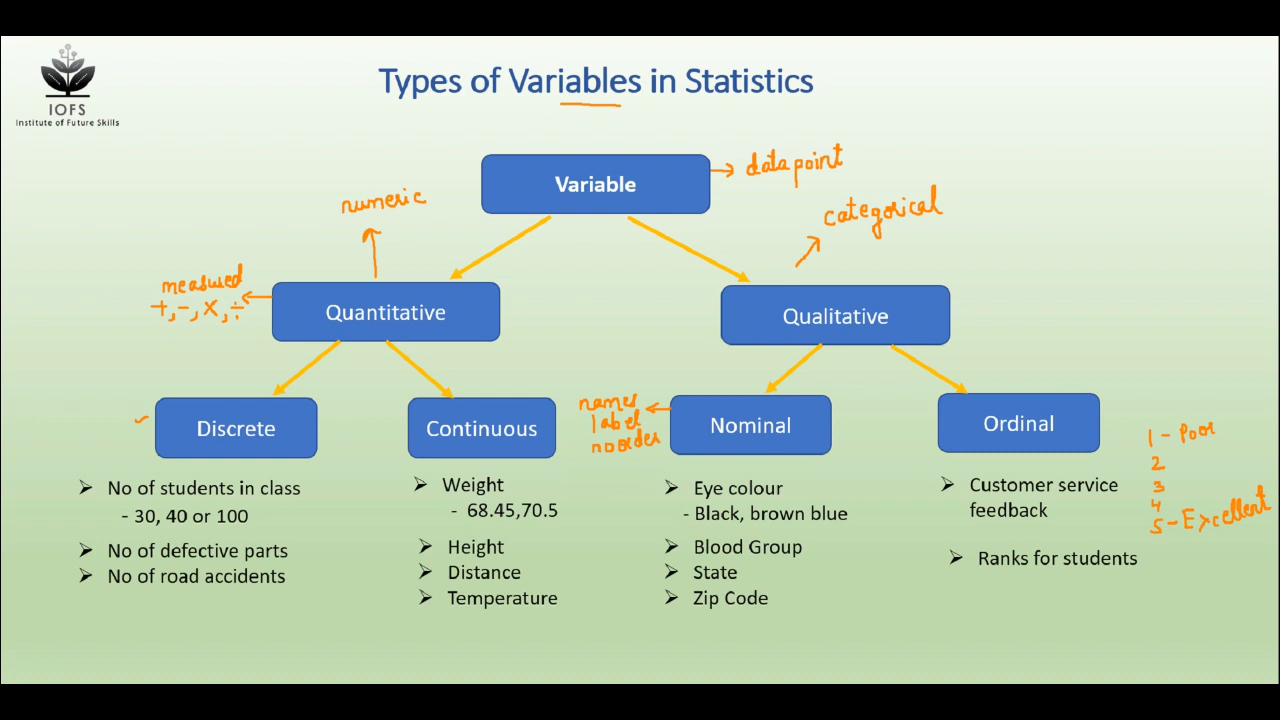 IOFS
Institute of Future Skills
Types of Variables in Statistics
Variable
data point
numeric
categorical
measured
+, -, x, ÷
Quantitative
Qualitative
Discrete
Continuous
names
label
no order
Nominal
Ordinal
➢ No of students in class
- 30, 40 or 100
➢ No of defective parts
➢ No of road accidents
➢ Weight
- 68.45,70.5
➢ Height
➢ Distance
➢ Temperature
➢ Eye colour
- Black, brown blue
➢ Blood Group
➢ State
➢ Zip Code
➢ Customer service
feedback
➢ Ranks for students
1 - Poor
2
3
4
5 - Excellent